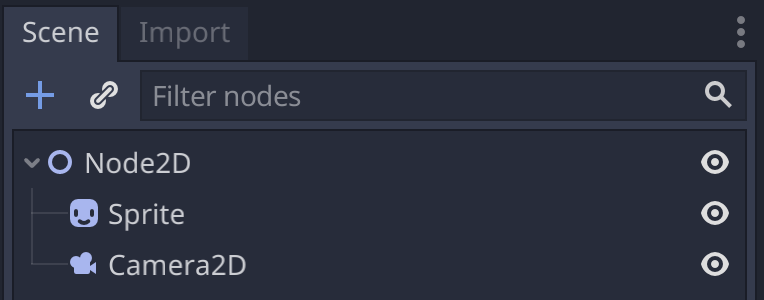 Scene Import
Filter nodes
Node2D
Sprite
Camera2D